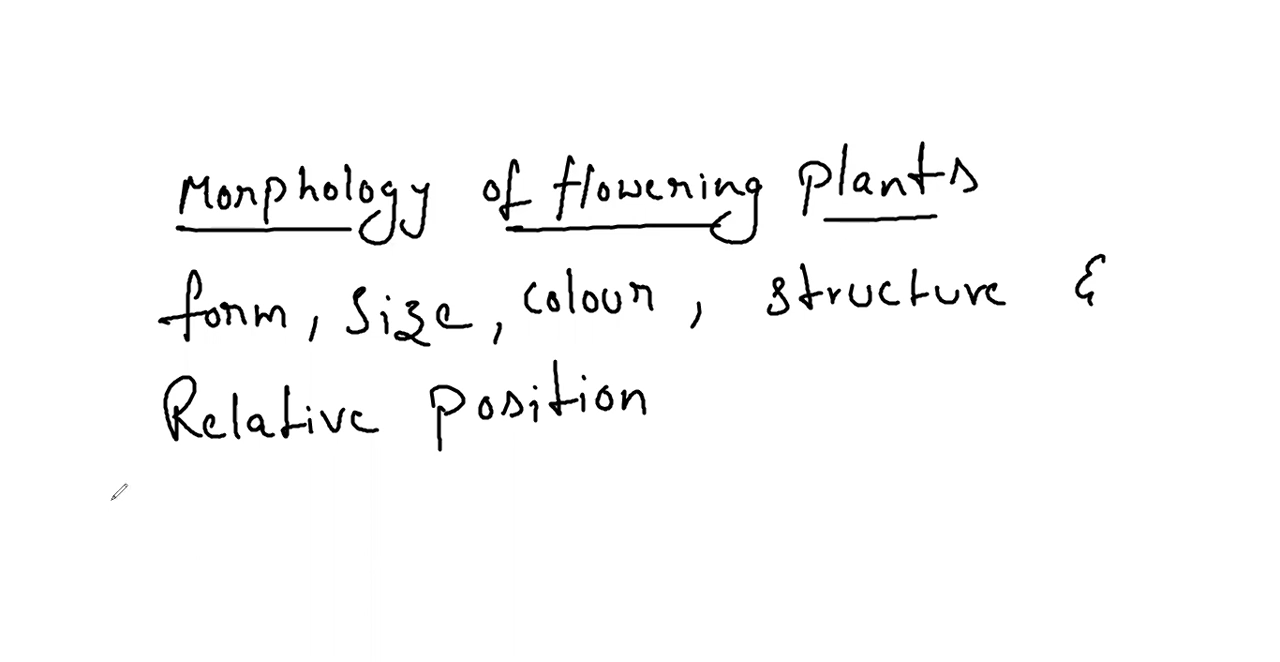 Morphology of flowering plants
form, Size, colour, structure &
Relative position